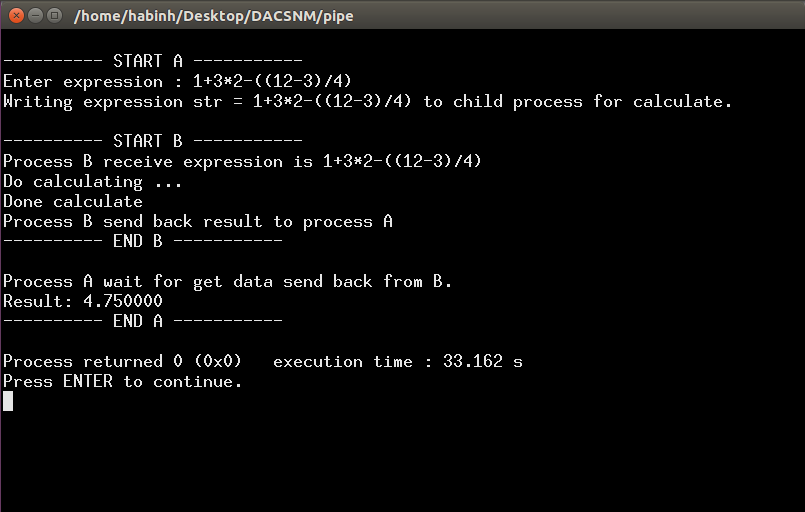 /home/habinh/Desktop/DACSNM/pipe
---------- START A -----------
Enter expression : 1+3*2-((12-3)/4)
Writing expression str = 1+3*2-((12-3)/4) to child process for calculate.
---------- START B -----------
Process B receive expression is 1+3*2-((12-3)/4)
Do calculating ...
Done calculate
Process B send back result to process A
---------- END B -----------
Process A wait for get data send back from B.
Result: 4.750000
---------- END A -----------
Process returned 0 (0x0)   execution time : 33.162 s
Press ENTER to continue.